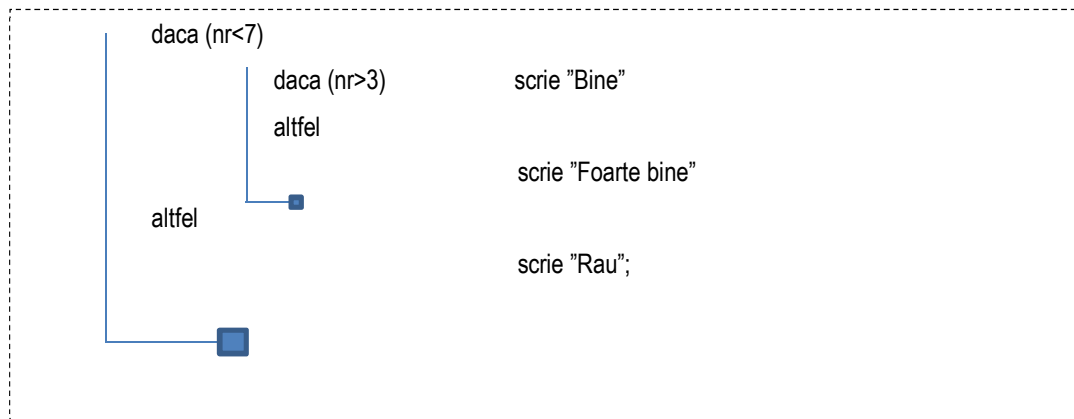 daca (nr<7)
daca (nr>3) scrie ”Bine”
altfel
scrie ”Foarte bine”
altfel
scrie ”Rau”;